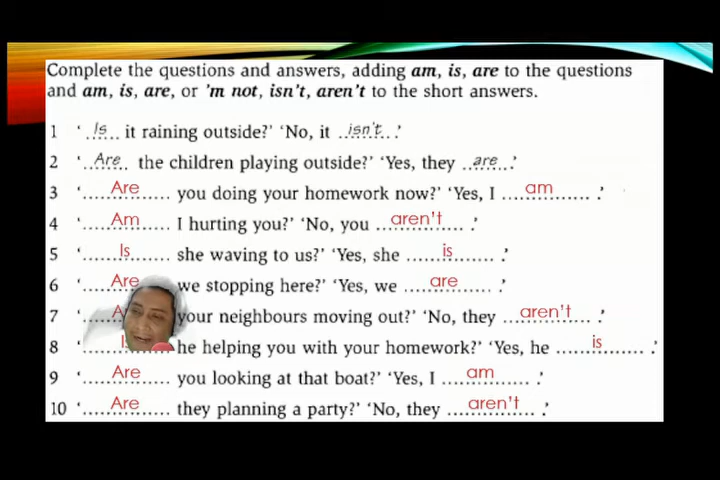 Complete the questions and answers, adding am, is, are to the questions
and am, is, are, or 'm not, isn't, aren't to the short answers.
1 '..Is.. it raining outside?' 'No, it ..isn't..'
2 '..Are.. the children playing outside?' 'Yes, they ..are..'
3 '......Are...... you doing your homework now?' 'Yes, I ......am.......'
4 '......Am...... I hurting you?' 'No, you ......aren't.......'
5 '......Is...... she waving to us?' 'Yes, she ......is.......'
6 '......Are we stopping here?' 'Yes, we ......are.......'
7 '...... your neighbours moving out?' 'No, they ......aren't.......'
8 '...... he helping you with your homework?' 'Yes, he ......is.......'
9 '......Are...... you looking at that boat?' 'Yes, I ......am.......'
10 '......Are...... they planning a party?' 'No, they ......aren't.......'